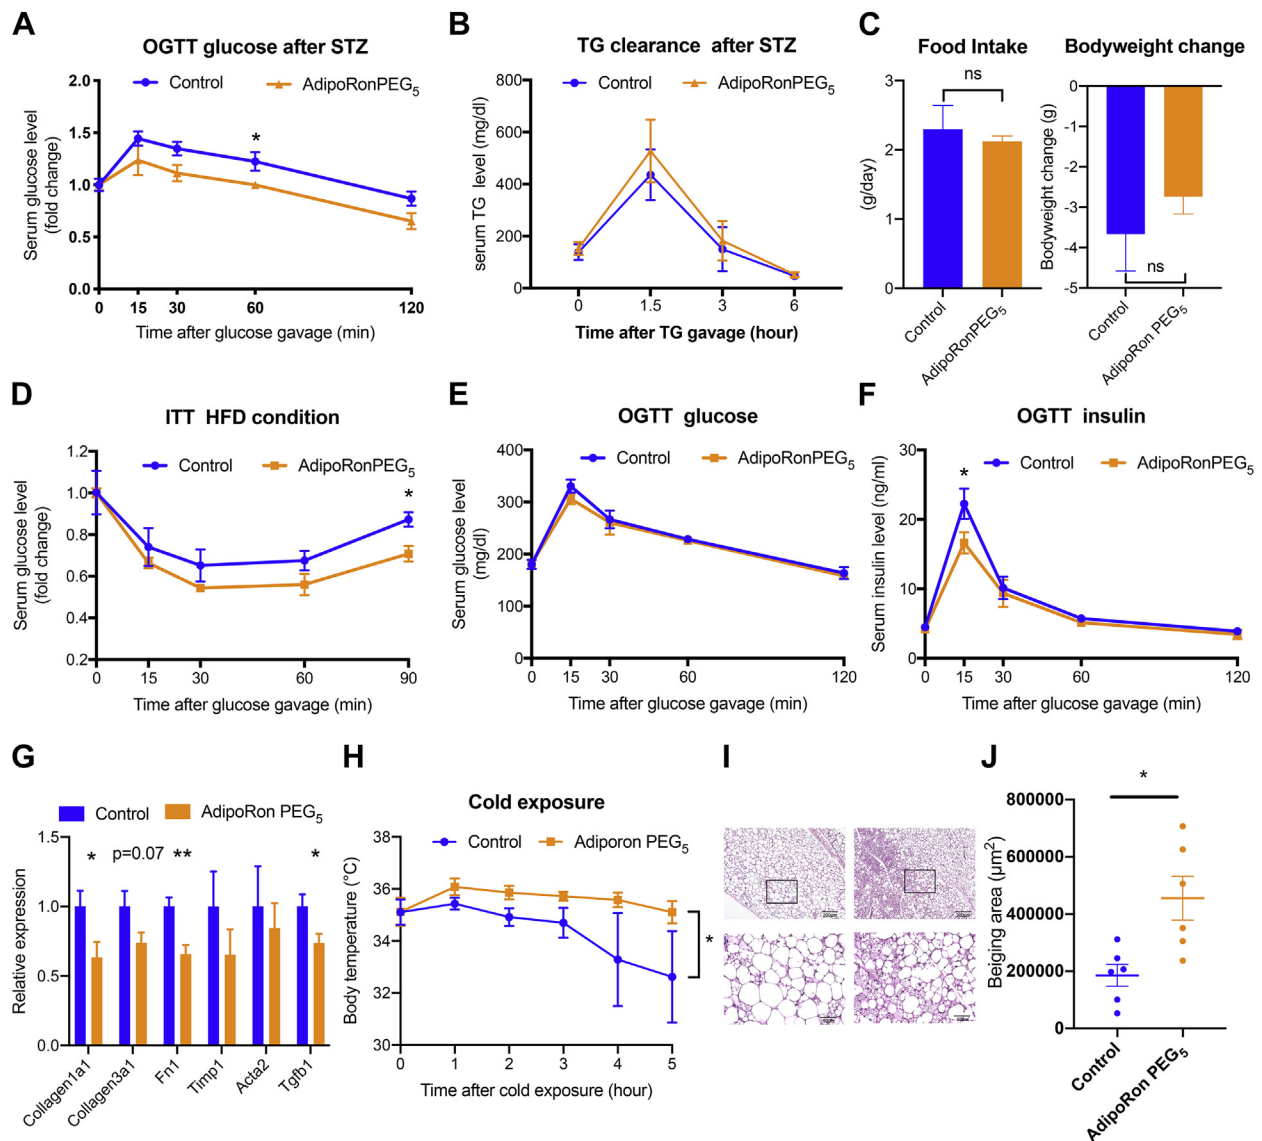 A
OGTT glucose after STZ
Control
AdipoRonPEG5
Serum glucose level
(fold change)
2.0
1.5
1.0
0.5
0.0
*
0 15 30 60 120
Time after glucose gavage (min)
B
TG clearance after STZ
Control
AdipoRonPEG5
serum TG level (mg/dl)
800
600
400
200
0
0 1.5 3 6
Time after TG gavage (hour)
C
Food Intake
(g/day)
3
2
1
0
ns
Control
AdipoRonPEG5
Bodyweight change
Bodyweight change (g)
0
-1
-2
-3
-4
-5
ns
Control
AdipoRon PEG5
D
ITT HFD condition
Control
AdipoRonPEG5
Serum glucose level
(fold change)
1.2
1.0
0.8
0.6
0.4
0.2
*
0 15 30 60 90
Time after glucose gavage (min)
E
OGTT glucose
Control
AdipoRonPEG5
Serum glucose level
(mg/dl)
400
300
200
100
0
0 15 30 60 120
Time after glucose gavage (min)
F
OGTT insulin
Control
AdipoRonPEG5
Serum insulin level (ng/ml)
30
20
10
0
*
0 15 30 60 120
Time after glucose gavage (min)
G
Control
AdipoRon PEG5
Relative expression
1.5
1.0
0.5
0.0
* p=0.07 ** *
Collagen1a1
Collagen3a1
Fn1
Timp1
Acta2
Tgfb1
H
Cold exposure
Control
Adiporon PEG5
Body temperature (°C)
38
36
34
32
30
*
0 1 2 3 4 5
Time after cold exposure (hour)
I
J
*
Beiging area (µm²)
800000
600000
400000
200000
0
Control
AdipoRon PEG5